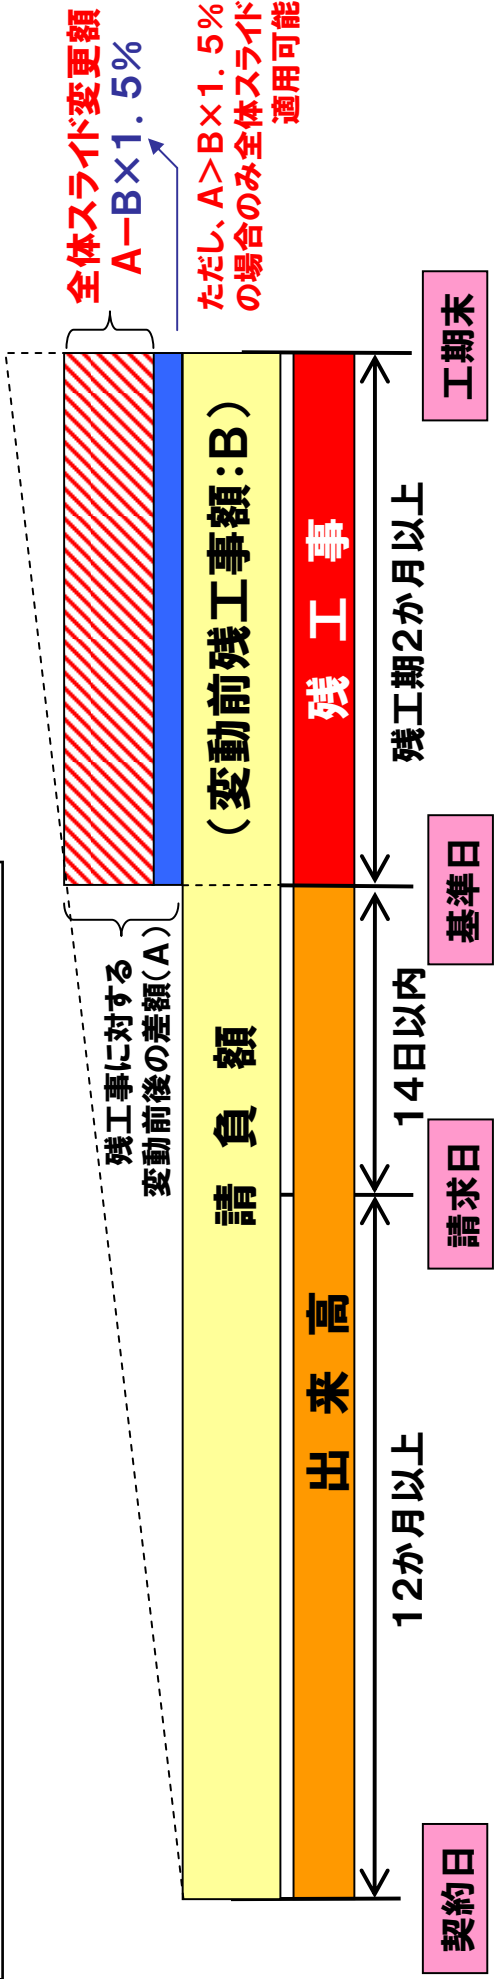 全体スライド変更額
A－B×1.5%
ただし、A＞B×1.5%
の場合のみ全体スライド
適用可能
残工事に対する
変動前後の差額(A)
請 負 額
(変動前残工事額:B)
出 来 高
残 工 事
12か月以上
14日以内
残工期2か月以上
契約日
請求日
基準日
工期末